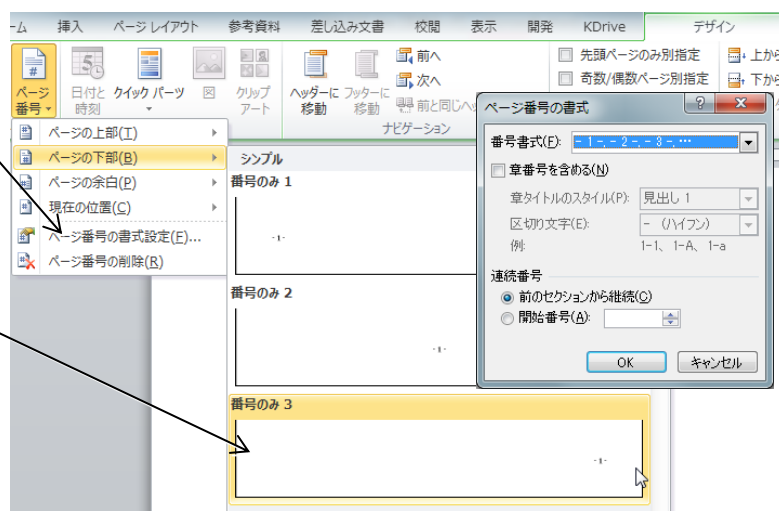 ーム 挿入 ページ レイアウト 参考資料 差し込み文書 校閲 表示 開発 KDrive デザイン
ページ番号 日付と時刻 クイック パーツ クリップアート ヘッダーに移動 フッターに移動 前へ 先頭ページのみ別指定 上から
次へ 奇数/偶数ページ別指定 下から
前と同じヘッ
ナビゲーション
ページの上部(T)
ページの下部(B)
ページの余白(P)
現在の位置(C)
ページ番号の書式設定(F)...
ページ番号の削除(R)
シンプル
番号のみ 1
- 1 -
番号のみ 2
- 1 -
番号のみ 3
- 1 -
ページ番号の書式
番号書式(F): - 1 -, - 2 -, - 3 -, …
章番号を含める(N)
章タイトルのスタイル(P): 見出し 1
区切り文字(E): - (ハイフン)
例: 1-1、1-A、1-a
連続番号
前のセクションから継続(C)
開始番号(A):
OK キャンセル